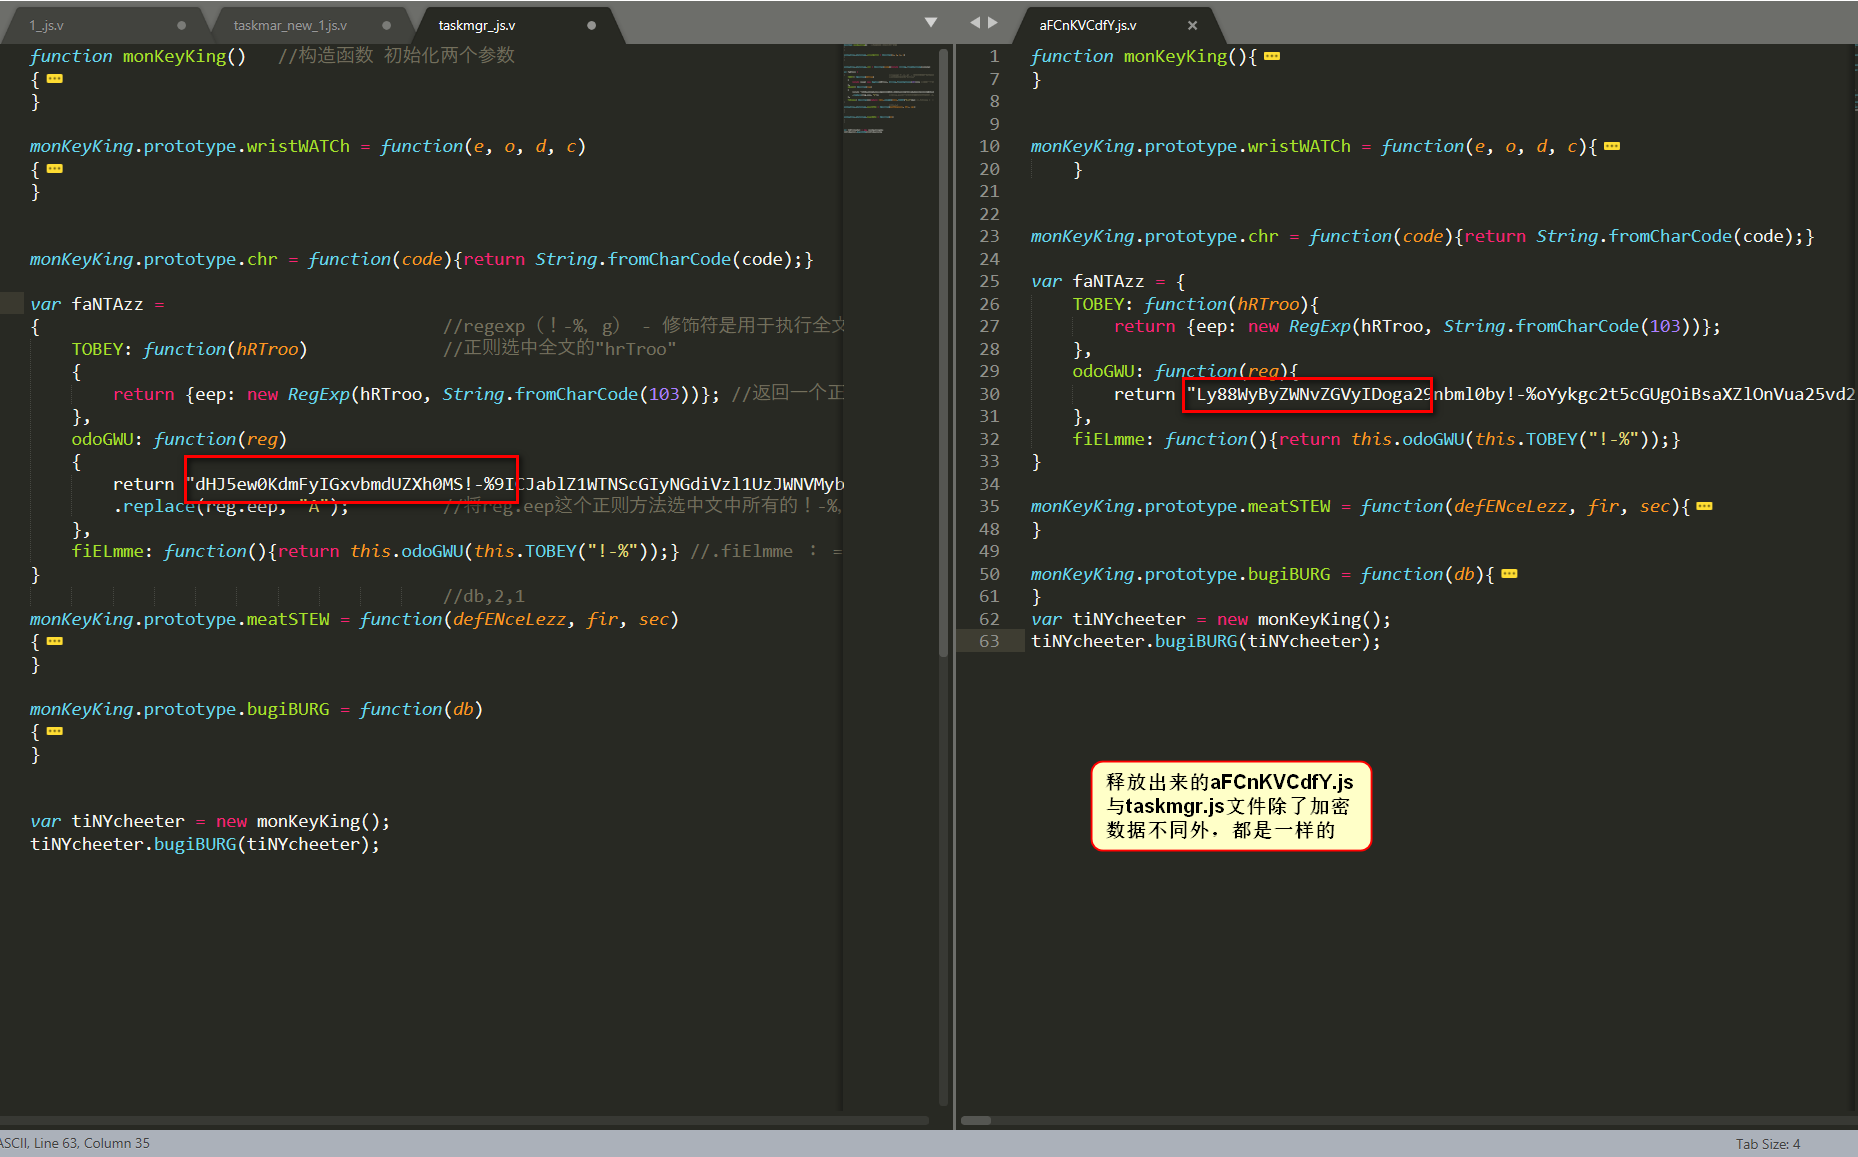 1_.js.v
taskmar_new_1.js.v
taskmgr_.js.v
function monKeyKing() //构造函数 初始化两个参数
{
}
monKeyKing.prototype.wristWATCh = function(e, o, d, c)
{
}
monKeyKing.prototype.chr = function(code){return String.fromCharCode(code);}
var faNTAzz =
{ //regexp（！-%，g） - 修饰符是用于执行全文
TOBEY: function(hRTroo) //正则选中全文的"hrTroo"
{
return {eep: new RegExp(hRTroo, String.fromCharCode(103))}; //返回一个正
},
odoGWU: function(reg)
{
return "dHJ5ew0KdmFyIGxvbmdUZXh0MS!-%9ICJablZ1WTNScGIyNGdiVzl1UzJWNVMyb
.replace(reg.eep, "A"); //将reg.eep这个正则方法选中文中所有的！-%，
},
fiELmme: function(){return this.odoGWU(this.TOBEY("!-%"));} //.fiElmme ： =
}
//db,2,1
monKeyKing.prototype.meatSTEW = function(defENceLezz, fir, sec)
{
}
monKeyKing.prototype.bugiBURG = function(db)
{
}
var tiNYcheeter = new monKeyKing();
tiNYcheeter.bugiBURG(tiNYcheeter);
aFCnKVCdfY.js.v
1 function monKeyKing(){
7 }
8
9
10 monKeyKing.prototype.wristWATCh = function(e, o, d, c){
20 }
21
22
23 monKeyKing.prototype.chr = function(code){return String.fromCharCode(code);}
24
25 var faNTAzz = {
26 TOBEY: function(hRTroo){
27 return {eep: new RegExp(hRTroo, String.fromCharCode(103))};
28 },
29 odoGWU: function(reg){
30 return "Ly88WyByZWNvZGVyIDoga29nbml0by!-%oYykgc2t5cGUgOiBsaXZlOnVua25vd2
31 },
32 fiELmme: function(){return this.odoGWU(this.TOBEY("!-%"));}
33 }
34
35 monKeyKing.prototype.meatSTEW = function(defENceLezz, fir, sec){
48 }
49
50 monKeyKing.prototype.bugiBURG = function(db){
61 }
62 var tiNYcheeter = new monKeyKing();
63 tiNYcheeter.bugiBURG(tiNYcheeter);
释放出来的aFCnKVCdfY.js
与taskmgr.js文件除了加密
数据不同外，都是一样的
ASCII, Line 63, Column 35
Tab Size: 4